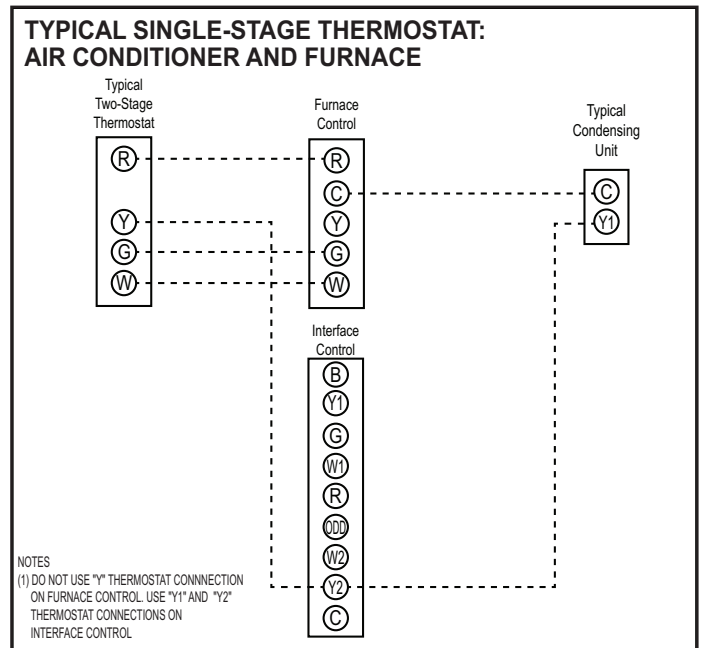 TYPICAL SINGLE-STAGE THERMOSTAT:
AIR CONDITIONER AND FURNACE
Typical
Two-Stage
Thermostat
R
Y
G
W
Furnace
Control
R
C
Y
G
W
Typical
Condensing
Unit
C
Y1
Interface
Control
B
Y1
G
W1
R
ODD
W2
Y2
C
NOTES
(1) DO NOT USE "Y" THERMOSTAT CONNNECTION
ON FURNACE CONTROL. USE "Y1" AND "Y2"
THERMOSTAT CONNECTIONS ON
INTERFACE CONTROL